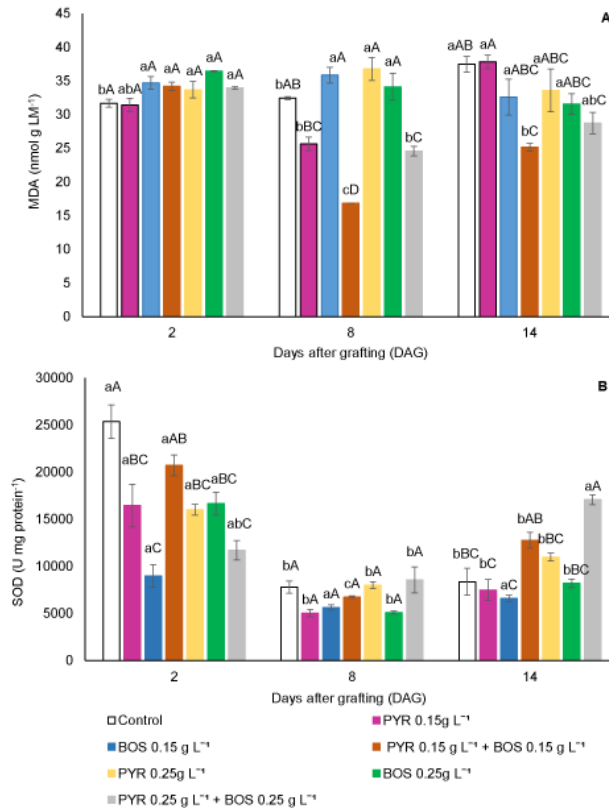 A
45
40
35
30
25
20
15
10
5
0
MDA (nmol g LM⁻¹)
bA abA aA aA aA aA aA
bAB bBC aA cD aA aA bC
aAB aA aABC bC aABC aABC abC
2 8 14
Days after grafting (DAG)
B
30000
25000
20000
15000
10000
5000
0
SOD (U mg protein⁻¹)
aA aBC aC aAB aBC aBC abC
bA bA aA cA bA bA bA
bBC bC aC bAB bBC bBC aA
2 8 14
Days after grafting (DAG)
Control PYR 0.15g L⁻¹
BOS 0.15 g L⁻¹ PYR 0.15 g L⁻¹ + BOS 0.15 g L⁻¹
PYR 0.25g L⁻¹ BOS 0.25g L⁻¹
PYR 0.25 g L⁻¹ + BOS 0.25 g L⁻¹